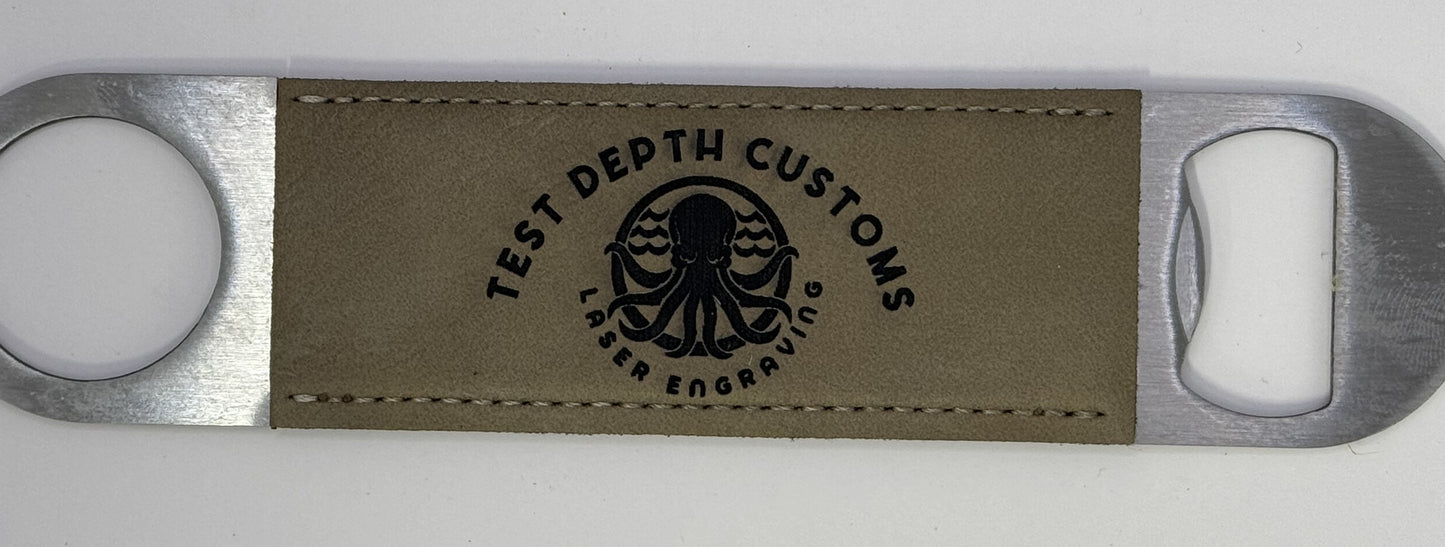 TEST DEPTH CUSTOMS
LASER ENGRAVING